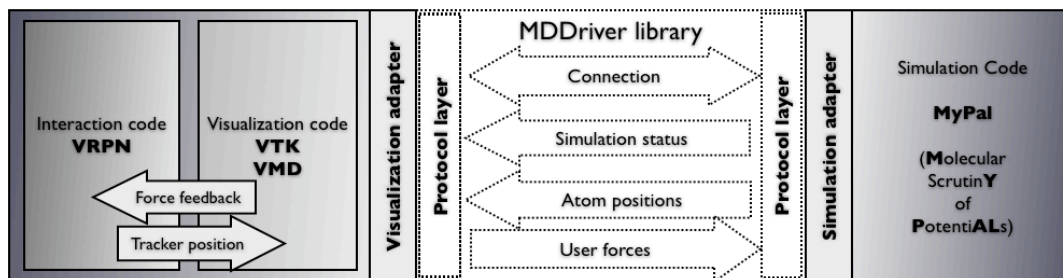 Interaction code
VRPN
Visualization code
VTK
VMD
Force feedback
Tracker position
Visualization adapter
Protocol layer
MDDriver library
Connection
Simulation status
Atom positions
User forces
Protocol layer
Simulation adapter
Simulation Code
MyPal
(Molecular
ScrutinY
of
PotentiALs)